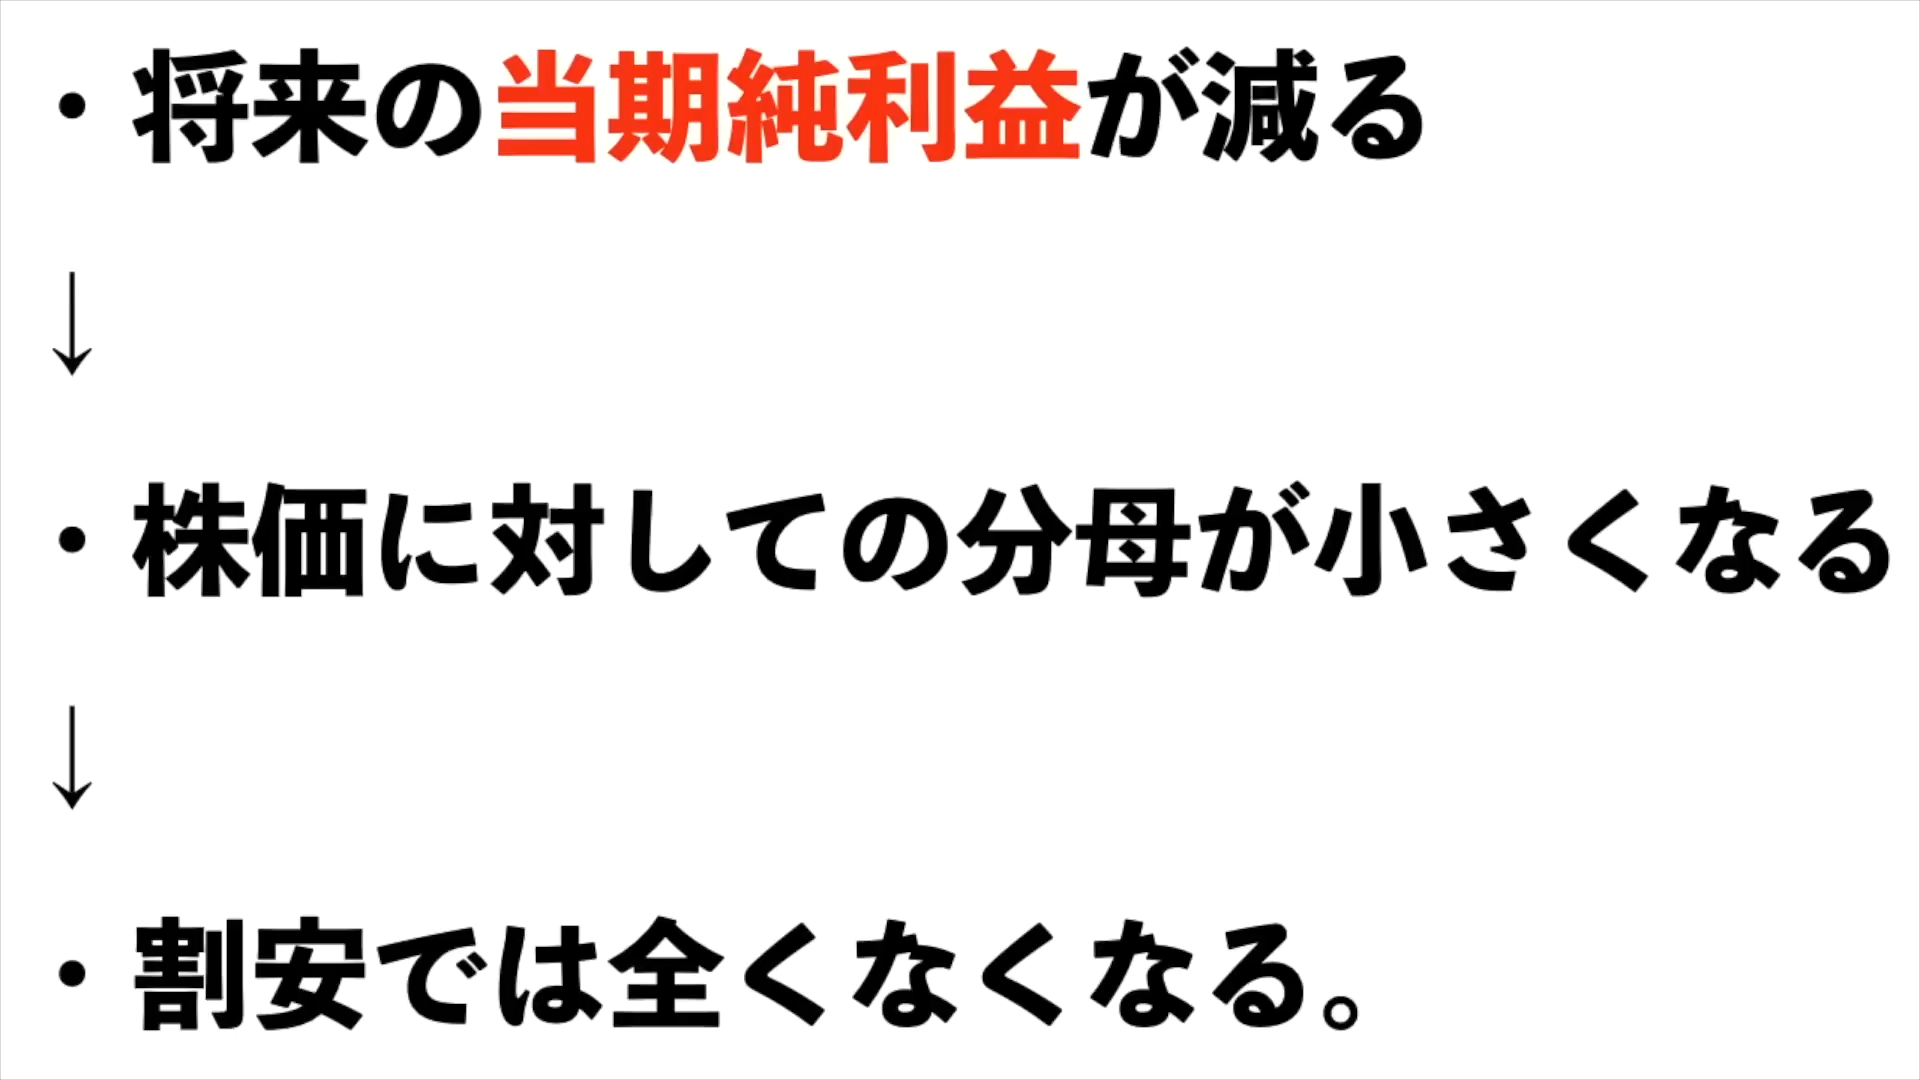 ・将来の当期純利益が減る
↓
・株価に対しての分母が小さくなる
↓
・割安では全くなくなる。